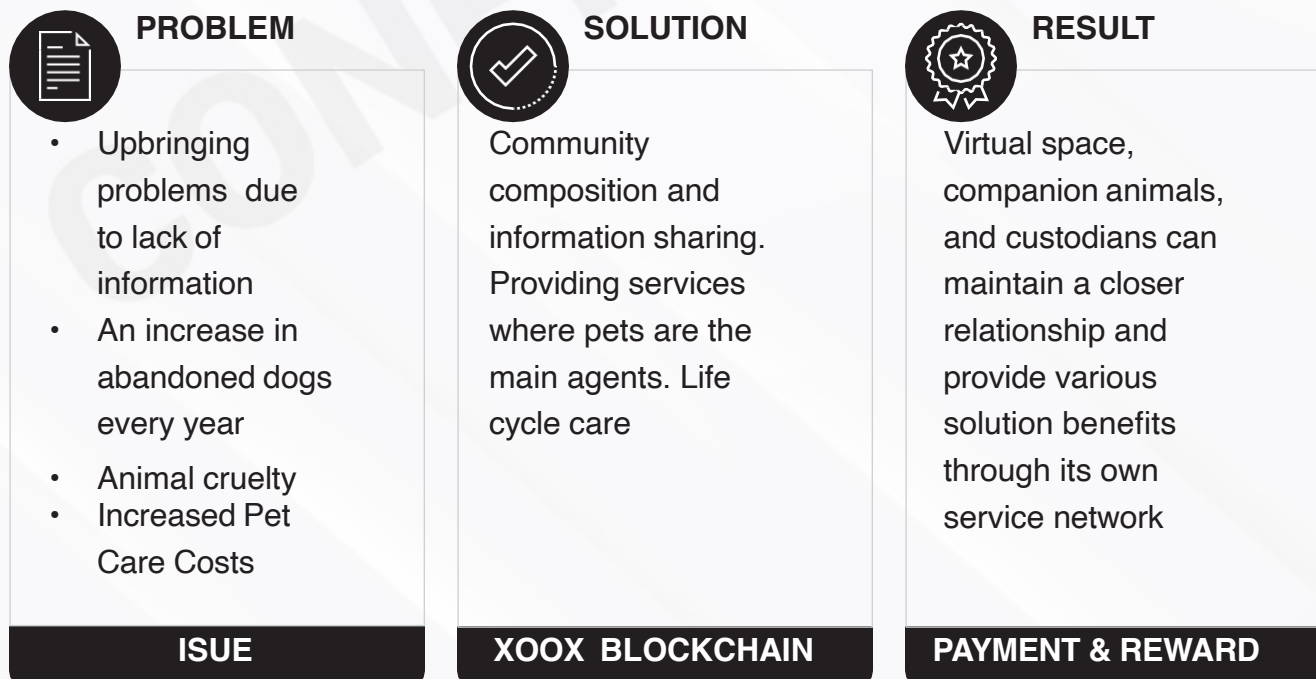 PROBLEM
• Upbringing
problems due
to lack of
information
• An increase in
abandoned dogs
every year
• Animal cruelty
• Increased Pet
Care Costs
ISUE
SOLUTION
Community
composition and
information sharing.
Providing services
where pets are the
main agents. Life
cycle care
XOOX BLOCKCHAIN
RESULT
Virtual space,
companion animals,
and custodians can
maintain a closer
relationship and
provide various
solution benefits
through its own
service network
PAYMENT & REWARD